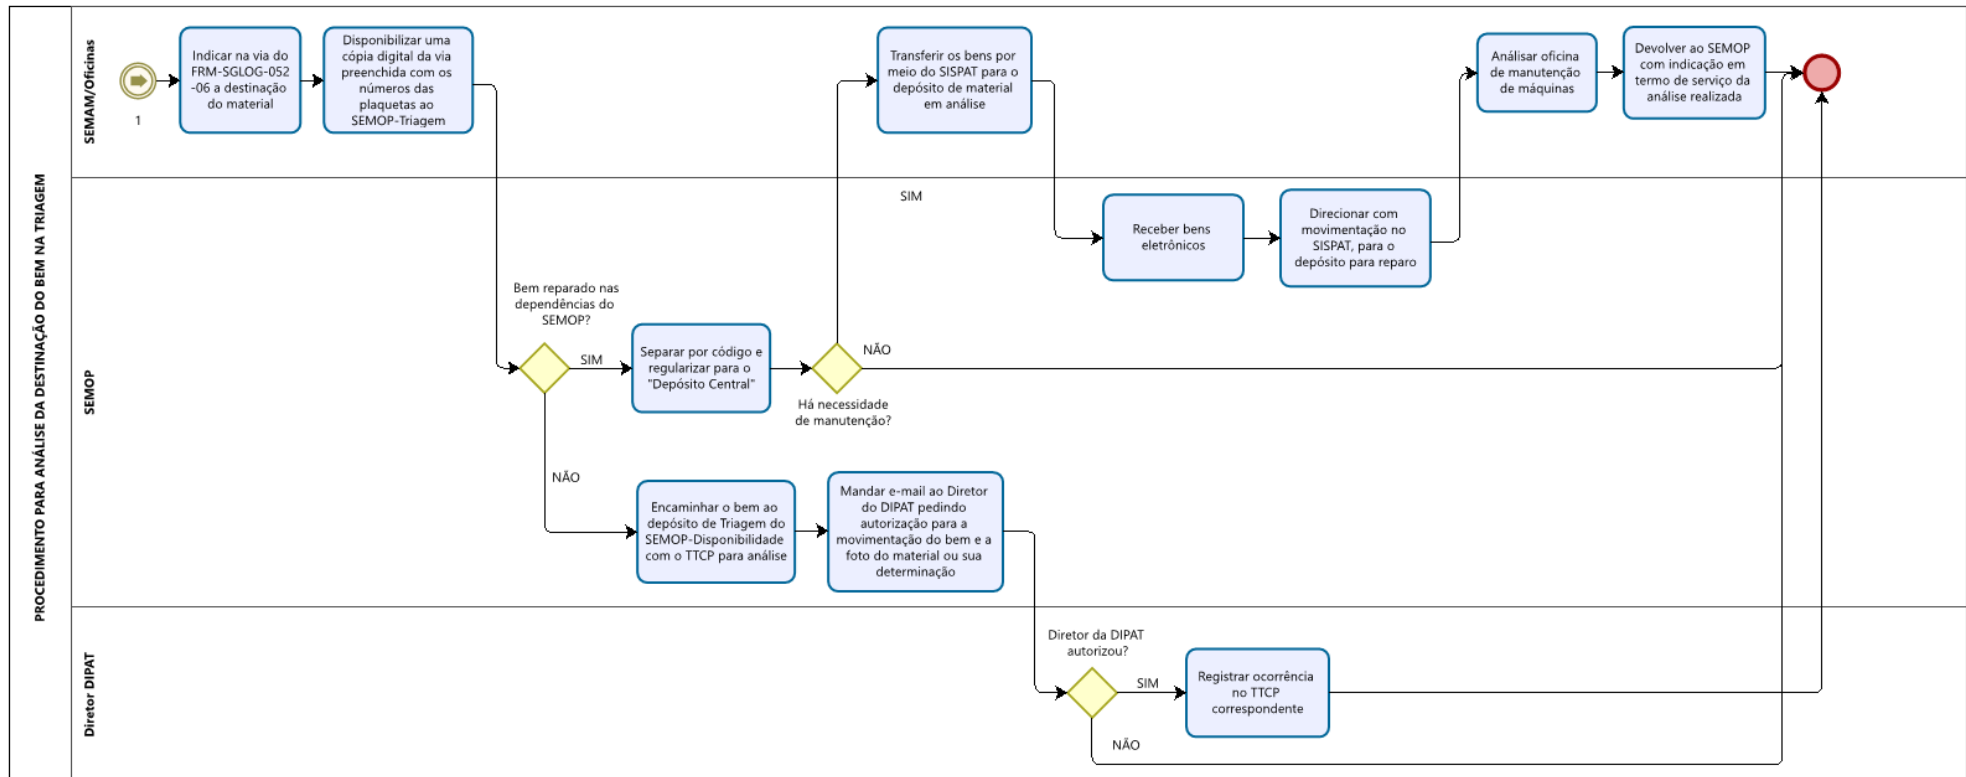 PROCEDIMENTO PARA ANÁLISE DA DESTINAÇÃO DO BEM NA TRIAGEM
SEMAM/Oficinas
1
Indicar na via do
FRM-SGLOG-052
-06 a destinação
do material
Disponibilizar uma
cópia digital da via
preenchida com os
números das
plaquetas ao
SEMOP-Triagem
Transferir os bens por
meio do SISPAT para o
depósito de material
em análise
Análisar oficina
de manutenção
de máquinas
Devolver ao SEMOP
com indicação em
termo de serviço da
análise realizada
SEMOP
SIM
Receber bens
eletrônicos
Direcionar com
movimentação no
SISPAT, para o
depósito para reparo
Bem reparado nas
dependências do
SEMOP?
SIM
Separar por código e
regularizar para o
"Depósito Central"
NÃO
Há necessidade
de manutenção?
NÃO
Encaminhar o bem ao
depósito de Triagem do
SEMOP-Disponibilidade
com o TTCP para análise
Mandar e-mail ao Diretor
do DIPAT pedindo
autorização para a
movimentação do bem e a
foto do material ou sua
determinação
Diretor DIPAT
Diretor da DIPAT
autorizou?
SIM
Registrar ocorrência
no TTCP
correspondente
NÃO